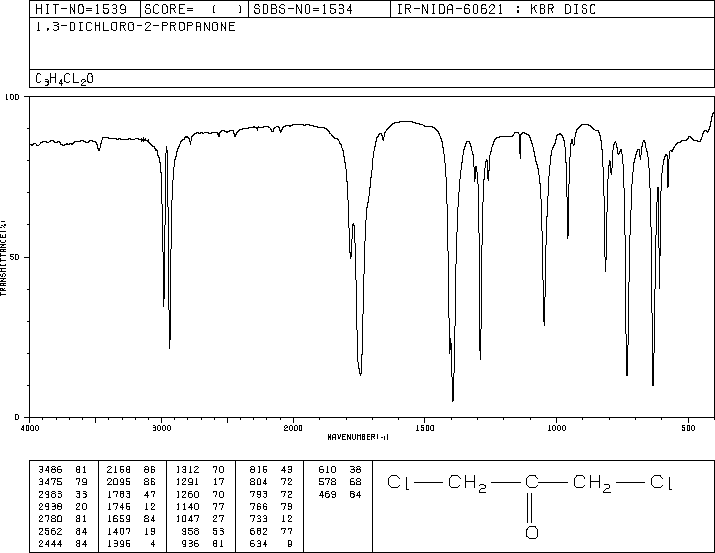 HIT-NO=1539 SCORE= ( ) SDBS-NO=1534 IR-NIDA-60621 : KBR DISC
1,3-DICHLORO-2-PROPANONE
C3H4CL2O
100
50
0
TRANSMITTANCE(%)
4000 3000 2000 1500 1000 500
WAVENUMBER(-1)
3486 81 2158 86 1312 70 815 43 610 38
3475 79 2095 86 1291 17 804 72 578 68
2983 33 1783 47 1260 70 793 72 469 84
2938 20 1746 12 1140 77 766 79
2780 81 1659 84 1047 27 733 12
2562 84 1407 19 958 53 682 77
2444 84 1395 4 936 81 634 9
Cl CH2 C CH2 Cl
O